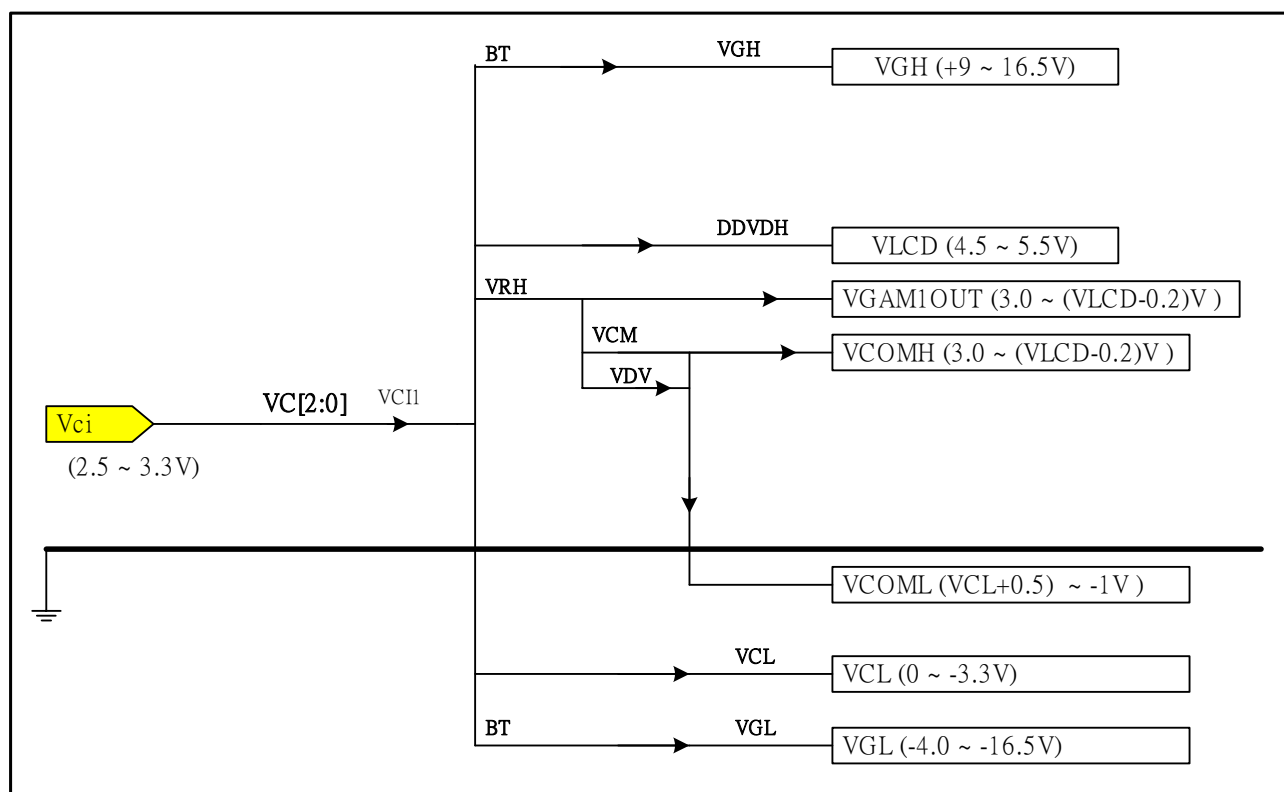 BT VGH VGH (+9 ~ 16.5V)
DDVDH VLCD (4.5 ~ 5.5V)
VRH VGAM1OUT (3.0 ~ (VLCD-0.2)V )
VCM VCOMH (3.0 ~ (VLCD-0.2)V )
VDV
Vci VC[2:0] VCI1
(2.5 ~ 3.3V)
VCOML (VCL+0.5) ~ -1V )
VCL VCL (0 ~ -3.3V)
BT VGL VGL (-4.0 ~ -16.5V)